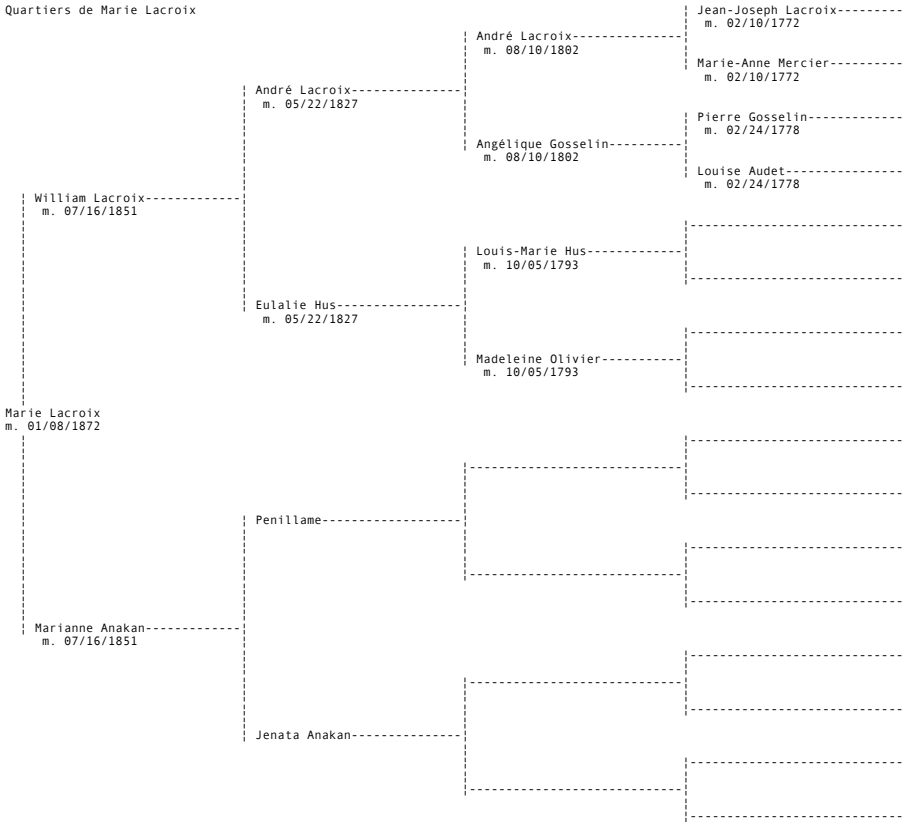 Quartiers de Marie Lacroix
Jean-Joseph Lacroix
m. 02/10/1772
André Lacroix
m. 08/10/1802
Marie-Anne Mercier
m. 02/10/1772
André Lacroix
m. 05/22/1827
Pierre Gosselin
m. 02/24/1778
Angélique Gosselin
m. 08/10/1802
Louise Audet
m. 02/24/1778
William Lacroix
m. 07/16/1851
Louis-Marie Hus
m. 10/05/1793
Eulalie Hus
m. 05/22/1827
Madeleine Olivier
m. 10/05/1793
Marie Lacroix
m. 01/08/1872
Penillame
Marianne Anakan
m. 07/16/1851
Jenata Anakan